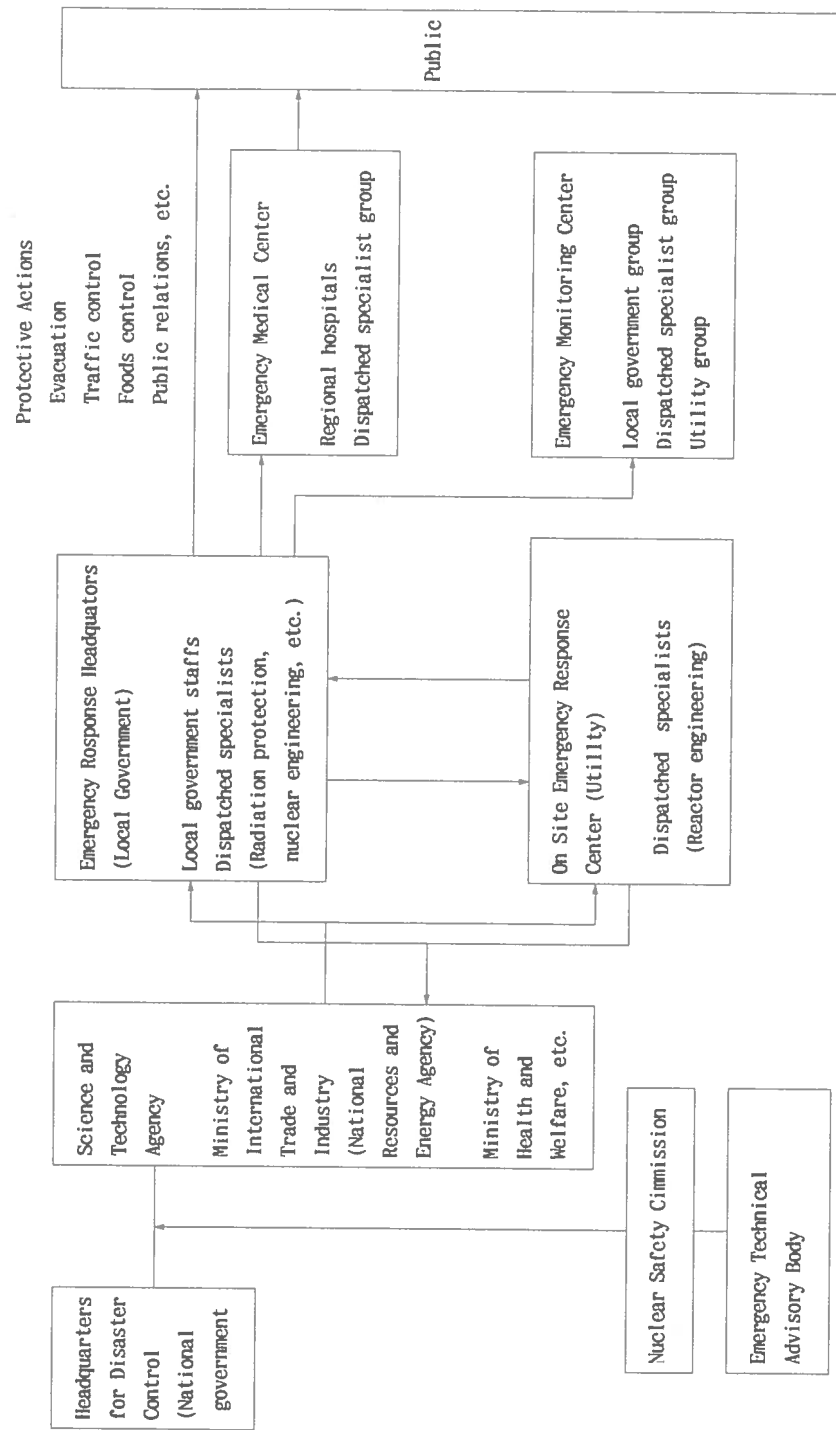 Headquarters
for Disaster
Control
(National
government
Nuclear Safety Cimmission
Emergency Technical
Advisory Body
Science and
Technology
Agency
Ministry of
International
Trade and
Industry
(National
Resources and
Energy Agency)
Ministry of
Health and
Welfare, etc.
Emergency Rosponse Headquators
(Local Government)
Local government staffs
Dispatched specialists
(Radiation protection,
nuclear engineering, etc.)
On Site Emergency Response
Center (Utility)
Dispatched specialists
(Reactor engineering)
Protective Actions
Evacuation
Traffic control
Foods control
Public relations, etc.
Emergency Medical Center
Regional hospitals
Dispatched specialist group
Emergency Monitoring Center
Local government group
Dispatched specialist group
Utility group
Public